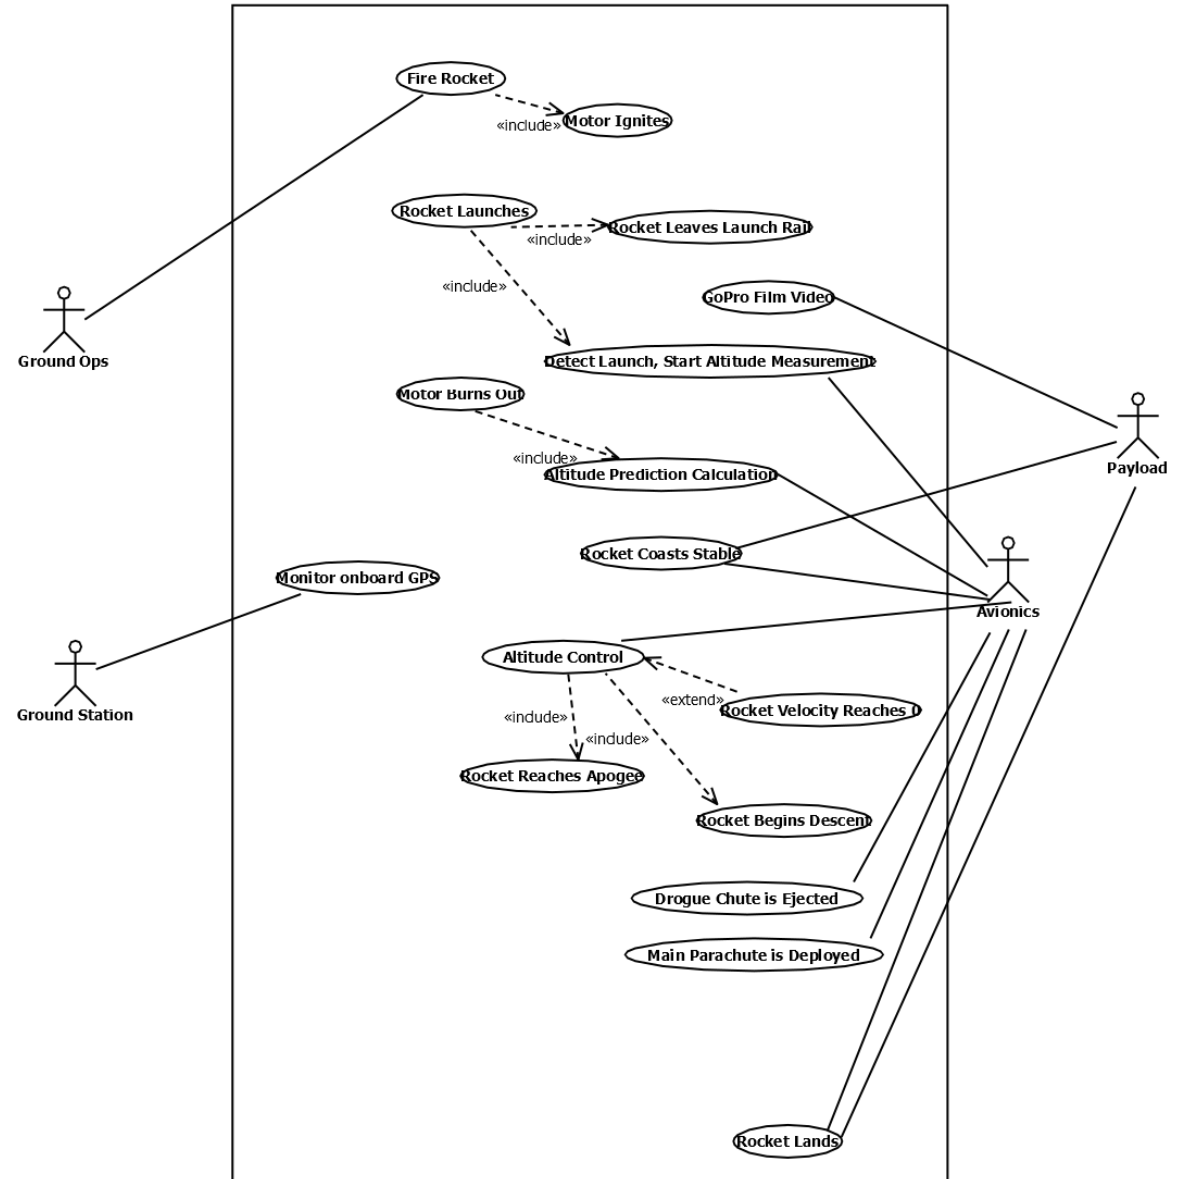 Fire Rocket
«include»
Motor Ignites
Rocket Launches
«include»
Rocket Leaves Launch Rail
«include»
GoPro Film Video
Ground Ops
Detect Launch, Start Altitude Measurement
Motor Burns Out
«include»
Altitude Prediction Calculation
Payload
Rocket Coasts Stable
Monitor onboard GPS
Avionics
Altitude Control
«extend»
Rocket Velocity Reaches 0
Ground Station
«include»
«include»
Rocket Reaches Apogee
Rocket Begins Descent
Drogue Chute is Ejected
Main Parachute is Deployed
Rocket Lands